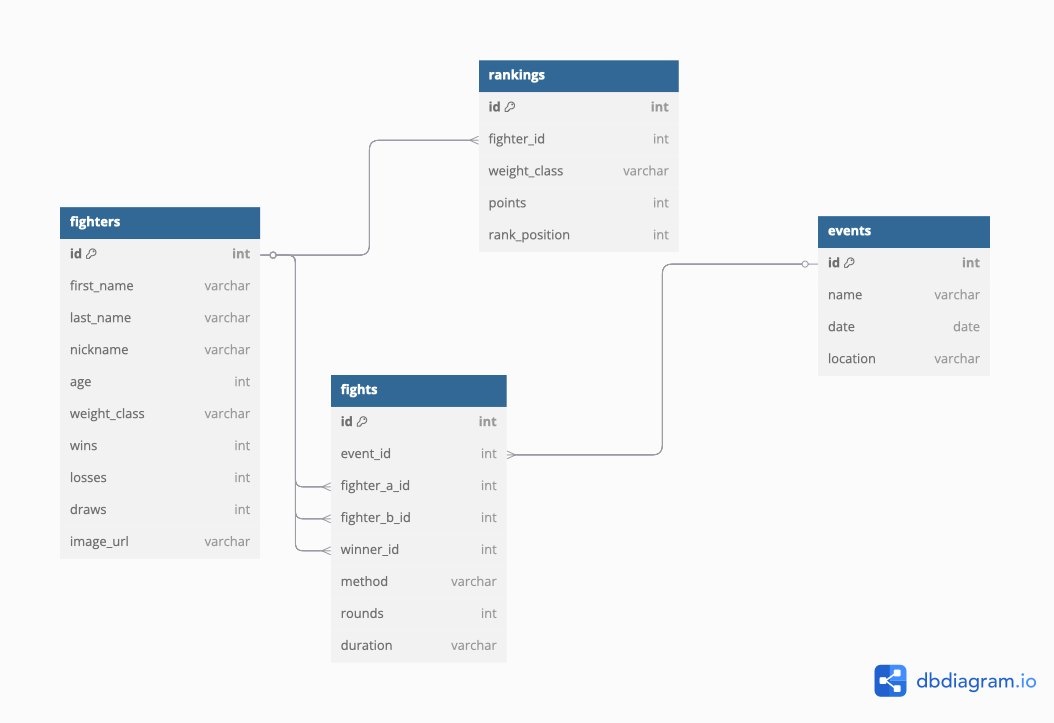 rankings
id int
fighter_id int
weight_class varchar
points int
rank_position int
fighters
id int
first_name varchar
last_name varchar
nickname varchar
age int
weight_class varchar
wins int
losses int
draws int
image_url varchar
events
id int
name varchar
date date
location varchar
fights
id int
event_id int
fighter_a_id int
fighter_b_id int
winner_id int
method varchar
rounds int
duration varchar
dbdiagram.io